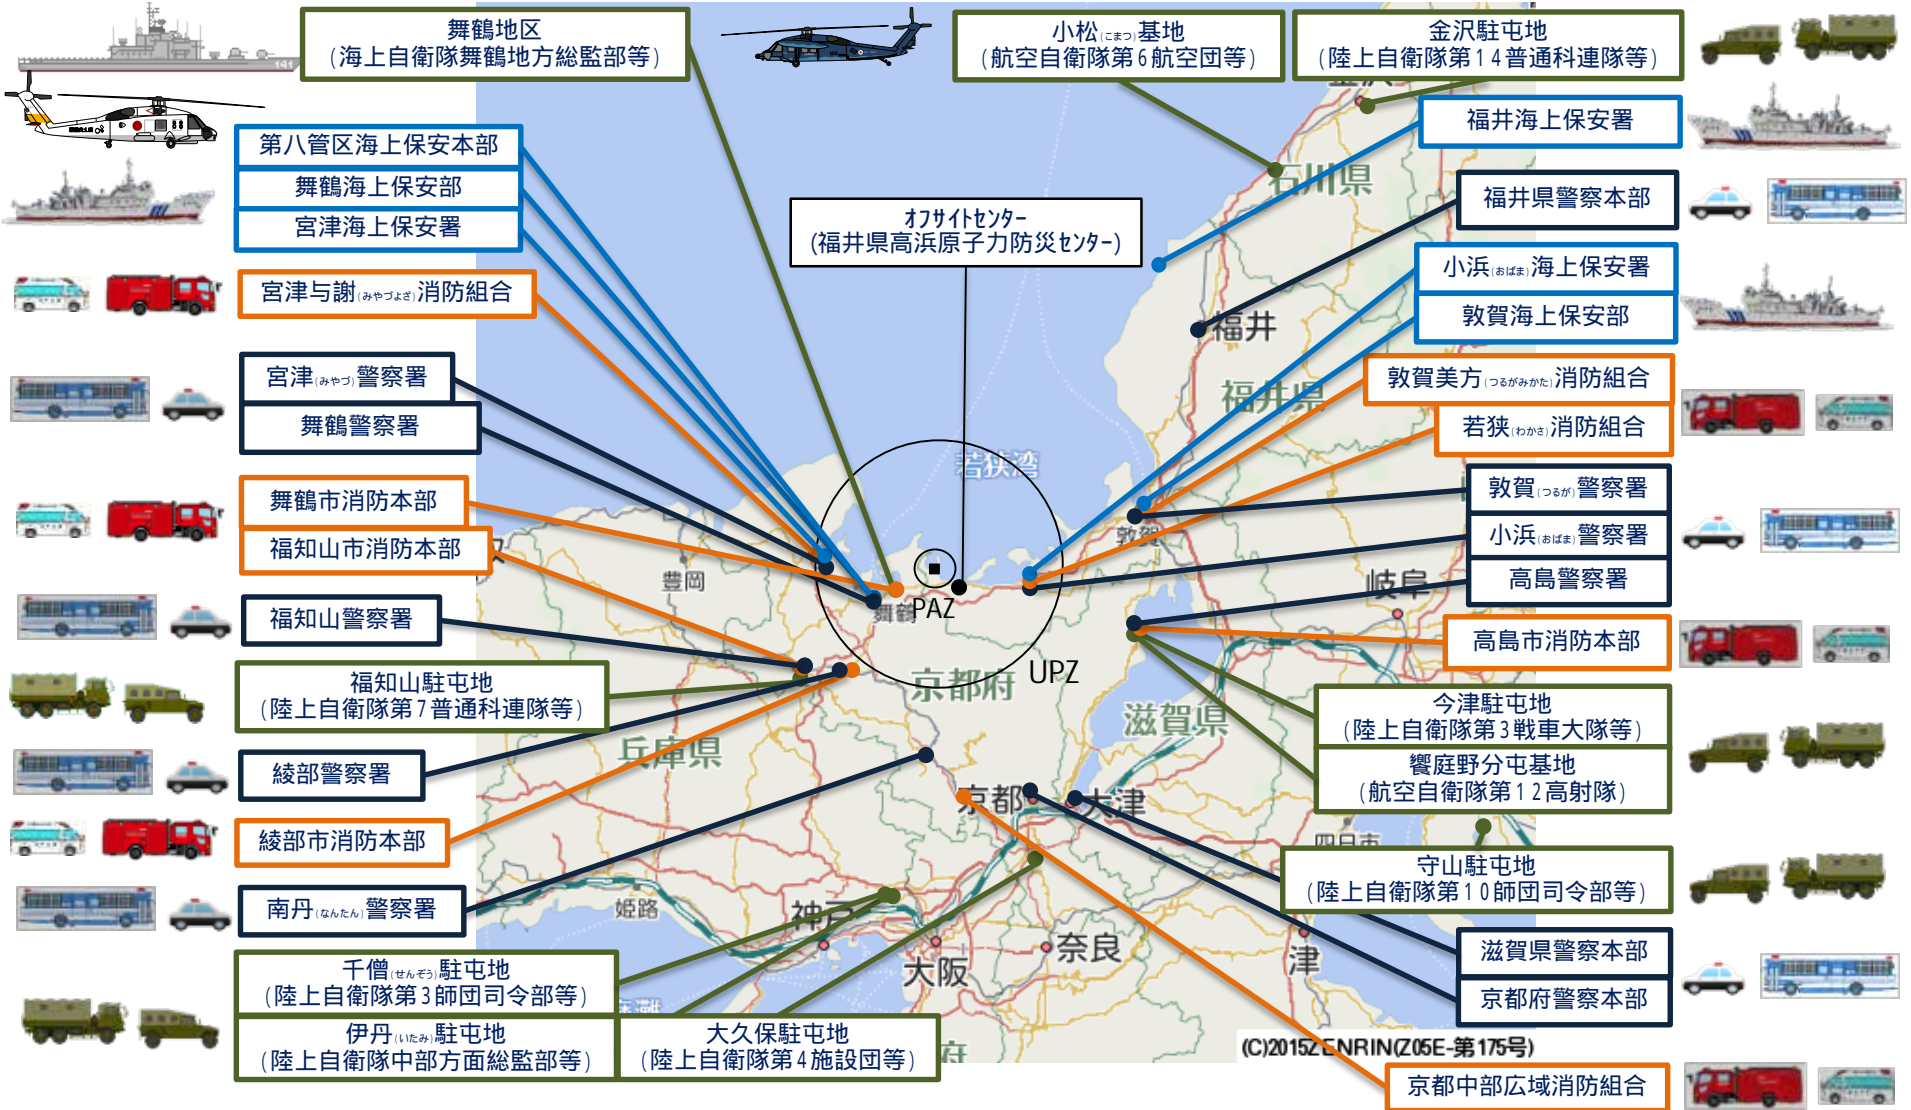 舞鶴地区
(海上自衛隊舞鶴地方総監部等)
小松(こまつ)基地
(航空自衛隊第6航空団等)
金沢駐屯地
(陸上自衛隊第14普通科連隊等)
141
第八管区海上保安本部
舞鶴海上保安部
宮津海上保安署
宮津与謝(みやづよざ)消防組合
宮津(みやづ)警察署
舞鶴警察署
舞鶴市消防本部
福知山市消防本部
福知山警察署
福知山駐屯地
(陸上自衛隊第7普通科連隊等)
綾部警察署
綾部市消防本部
南丹(なんたん)警察署
千僧(せんぞう)駐屯地
(陸上自衛隊第3師団司令部等)
伊丹(いたみ)駐屯地
(陸上自衛隊中部方面総監部等)
大久保駐屯地
(陸上自衛隊第4施設団等)
オフサイトセンター
(福井県高浜原子力防災センター)
福井海上保安署
福井県警察本部
小浜(おばま)海上保安署
敦賀海上保安部
敦賀美方(つるがみかた)消防組合
若狭(わかさ)消防組合
敦賀(つるが)警察署
小浜(おばま)警察署
高島警察署
高島市消防本部
今津駐屯地
(陸上自衛隊第3戦車大隊等)
饗庭野分屯基地
(航空自衛隊第12高射隊)
守山駐屯地
(陸上自衛隊第10師団司令部等)
滋賀県警察本部
京都府警察本部
京都中部広域消防組合
石川県
福井
福井県
若狭湾
敦賀
豊岡
舞鶴
PAZ
UPZ
岐阜
京都府
滋賀県
兵庫県
京都
大津
四日市
姫路
神戸
大阪
奈良
津
府
(C)2015ZENRIN(Z05E-第175号)